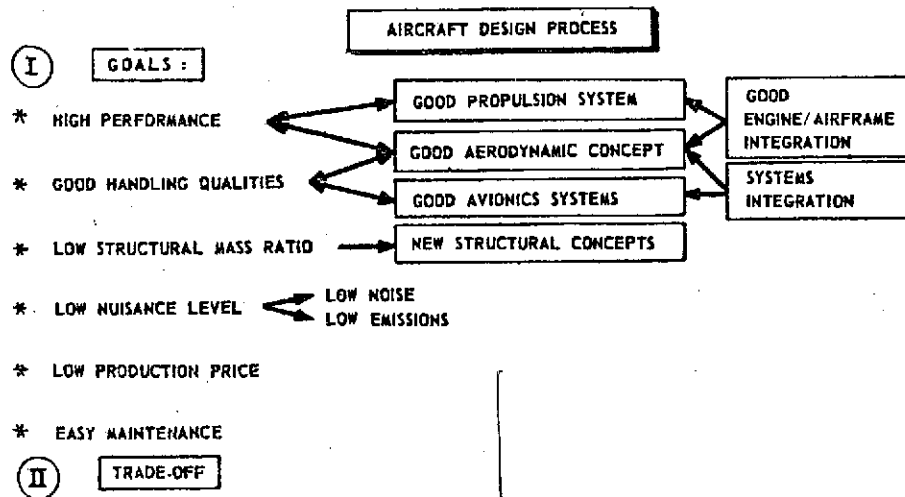 AIRCRAFT DESIGN PROCESS
I GOALS :
* HIGH PERFORMANCE
GOOD PROPULSION SYSTEM
GOOD AERODYNAMIC CONCEPT
GOOD
ENGINE/AIRFRAME
INTEGRATION
* GOOD HANDLING QUALITIES
GOOD AVIONICS SYSTEMS
SYSTEMS
INTEGRATION
* LOW STRUCTURAL MASS RATIO
NEW STRUCTURAL CONCEPTS
* LOW NUISANCE LEVEL
LOW NOISE
LOW EMISSIONS
* LOW PRODUCTION PRICE
* EASY MAINTENANCE
II TRADE-OFF